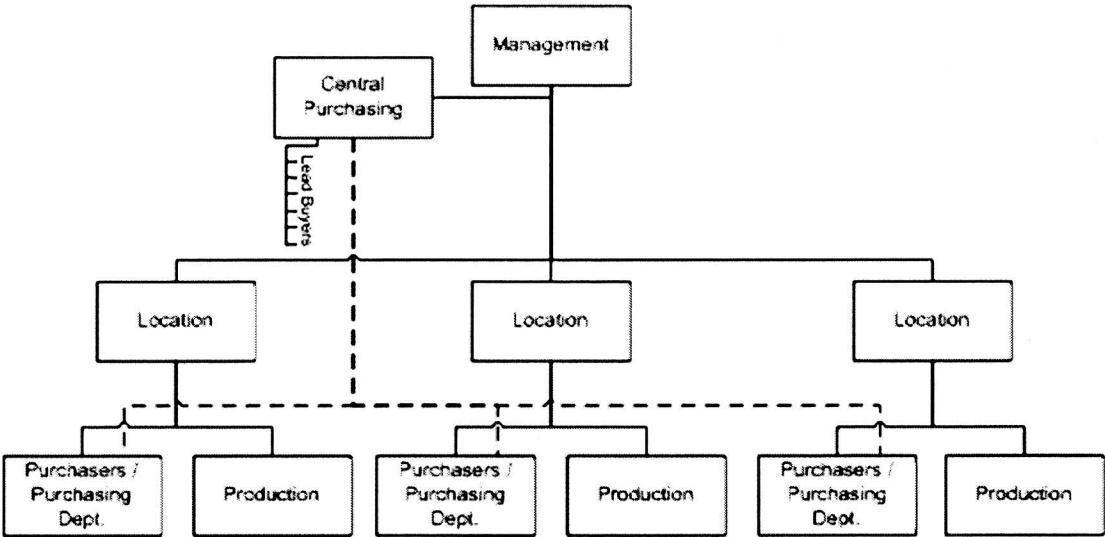 Management
Central
Purchasing
Lead Buyers
Location
Location
Location
Purchasers /
Purchasing
Dept.
Production
Purchasers /
Purchasing
Dept.
Production
Purchasers /
Purchasing
Dept.
Production